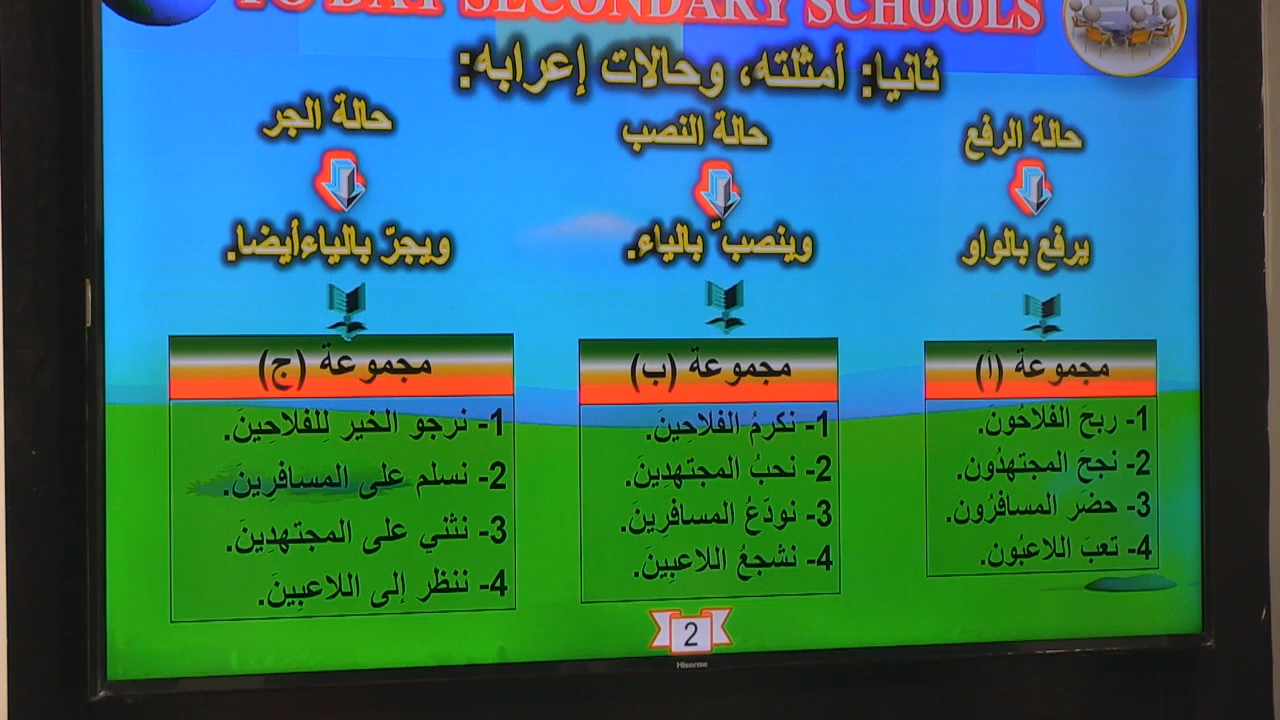 TO DAY SECONDARY SCHOOLS
ثانيا: أمثلته، وحالات إعرابه:
حالة الرفع
يرفع بالواو
مجموعة (أ)
1- ربحَ الفلاحُون.
2- نجحَ المجتهدُون.
3- حضَر المسافرُون.
4- تعبَ اللاعبُون.
حالة النصب
وينصبّ بالياء.
مجموعة (ب)
1- نكرمُ الفلاحِينَ.
2- نحبُ المجتهدِينَ.
3- نودّعُ المسافرِينَ.
4- نشجعُ اللاعبِينَ.
حالة الجر
ويجرّ بالياءأيضا.
مجموعة (ج)
1- نرجو الخير لِلفلاحِينَ.
2- نسلم على المسافرِينَ.
3- نثني على المجتهدِينَ.
4- ننظر إلى اللاعبِينَ.
2
Hisense